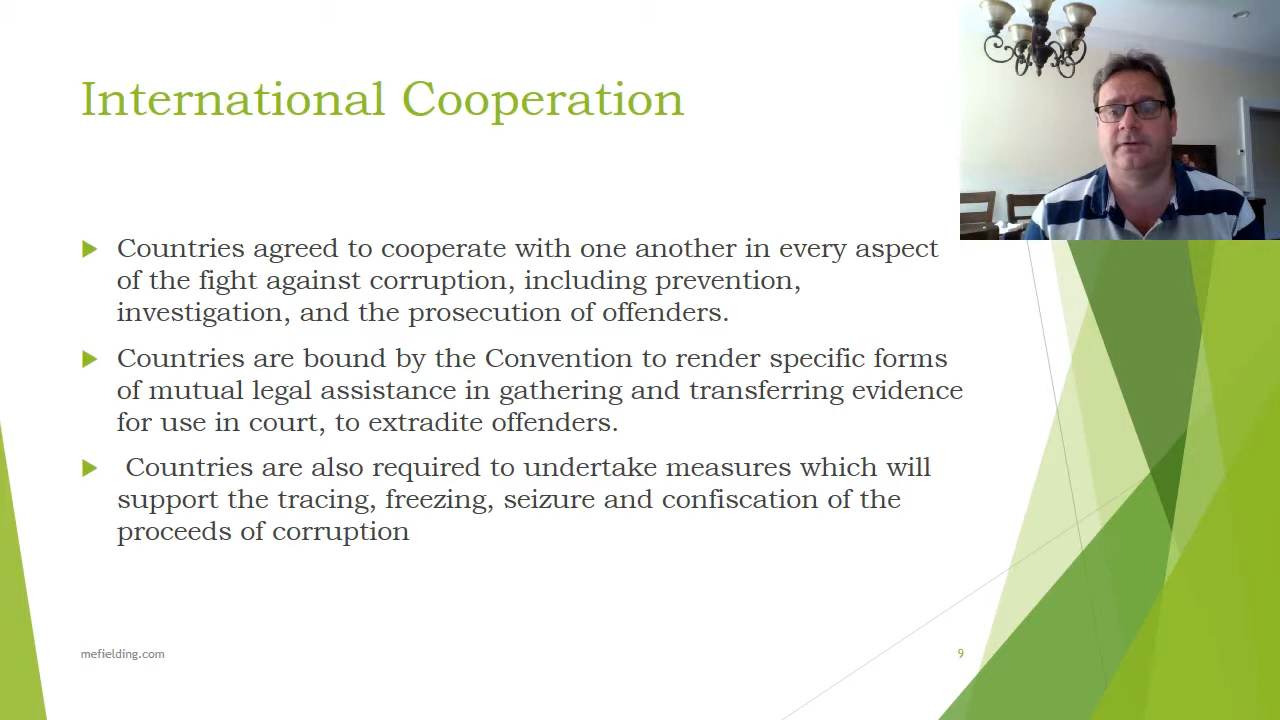 International Cooperation
Countries agreed to cooperate with one another in every aspect
of the fight against corruption, including prevention,
investigation, and the prosecution of offenders.
Countries are bound by the Convention to render specific forms
of mutual legal assistance in gathering and transferring evidence
for use in court, to extradite offenders.
Countries are also required to undertake measures which will
support the tracing, freezing, seizure and confiscation of the
proceeds of corruption
mefielding.com
9